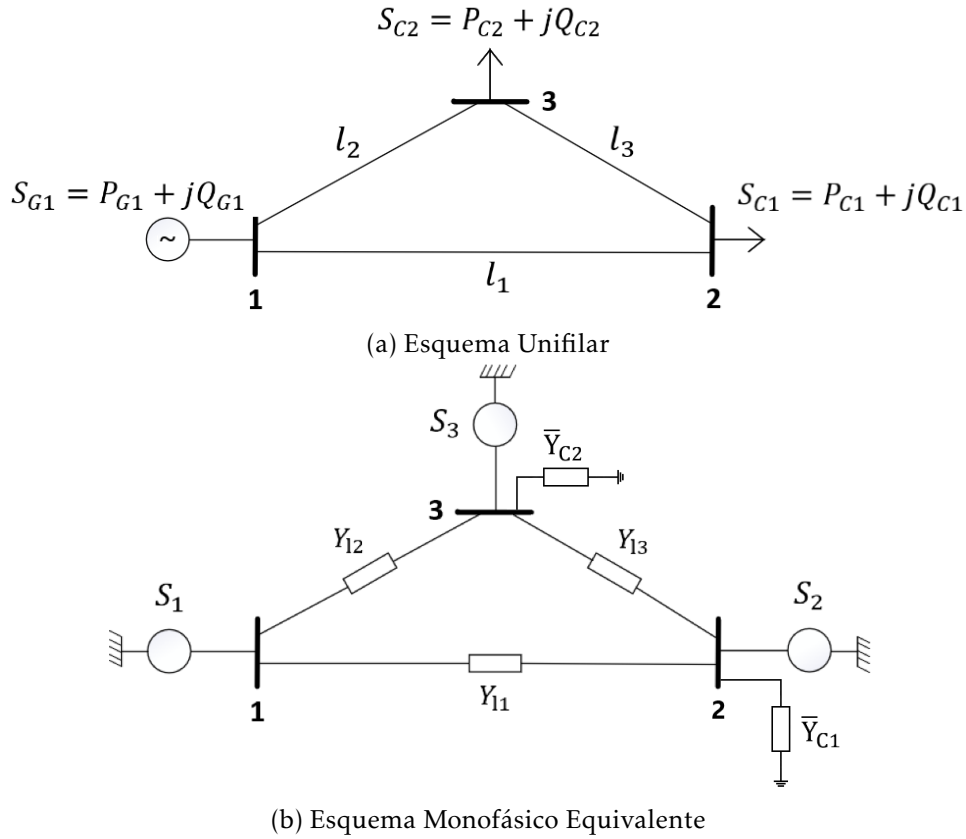 S_{C2} = P_{C2} + jQ_{C2}
3
l_2
l_3
S_{G1} = P_{G1} + jQ_{G1}
S_{C1} = P_{C1} + jQ_{C1}
~
l_1
1
2
(a) Esquema Unifilar
S_3
\overline{Y}_{C2}
3
Y_{l2}
Y_{l3}
S_1
S_2
Y_{l1}
1
2
\overline{Y}_{C1}
(b) Esquema Monofásico Equivalente